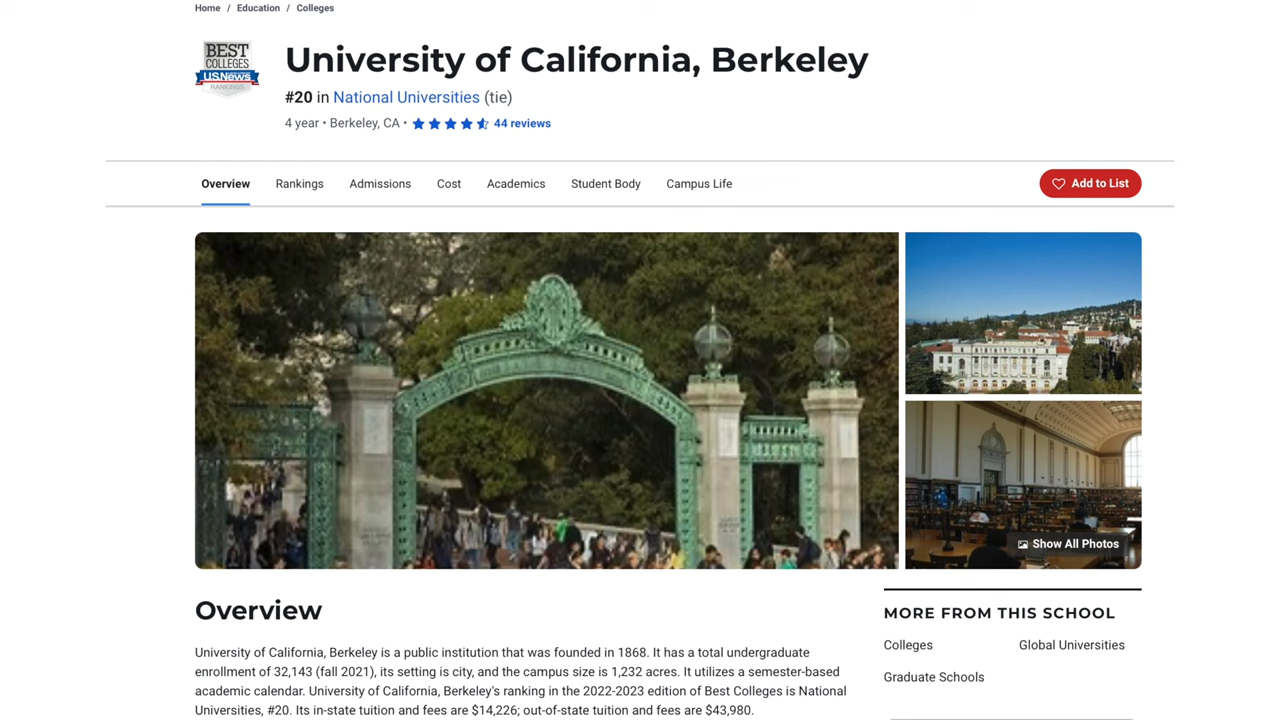 Home / Education / Colleges
BEST
COLLEGES
U.S.News
RANKINGS
University of California, Berkeley
#20 in National Universities (tie)
4 year • Berkeley, CA • 44 reviews
Overview Rankings Admissions Cost Academics Student Body Campus Life Add to List
Show All Photos
Overview
University of California, Berkeley is a public institution that was founded in 1868. It has a total undergraduate
enrollment of 32,143 (fall 2021), its setting is city, and the campus size is 1,232 acres. It utilizes a semester-based
academic calendar. University of California, Berkeley's ranking in the 2022-2023 edition of Best Colleges is National
Universities, #20. Its in-state tuition and fees are $14,226; out-of-state tuition and fees are $43,980.
MORE FROM THIS SCHOOL
Colleges Global Universities
Graduate Schools